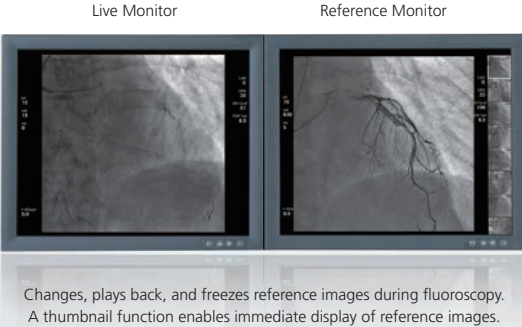 Live Monitor
Reference Monitor
Changes, plays back, and freezes reference images during fluoroscopy.
A thumbnail function enables immediate display of reference images.